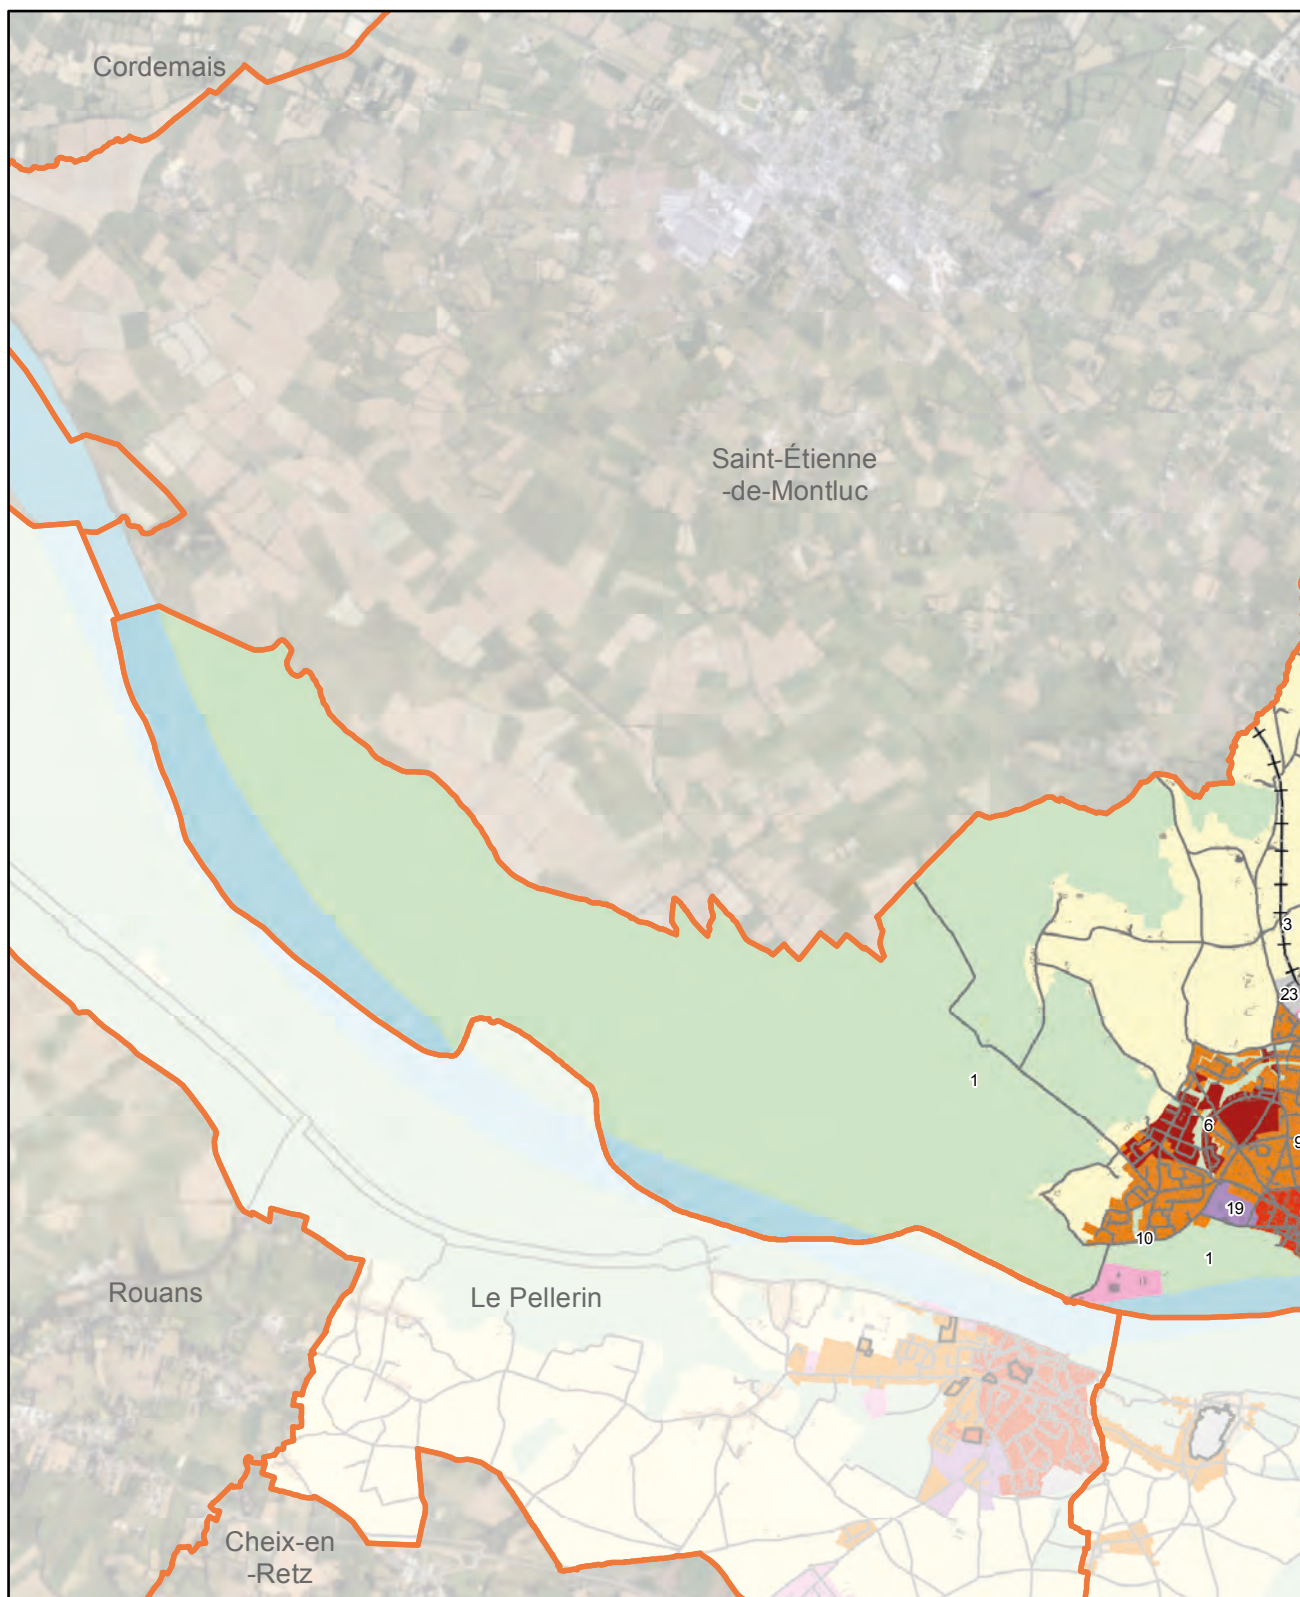 Cordemais
Saint-Étienne
-de-Montluc
3
23
1
6
9
19
10
1
Rouans
Le Pellerin
Cheix-en
-Retz